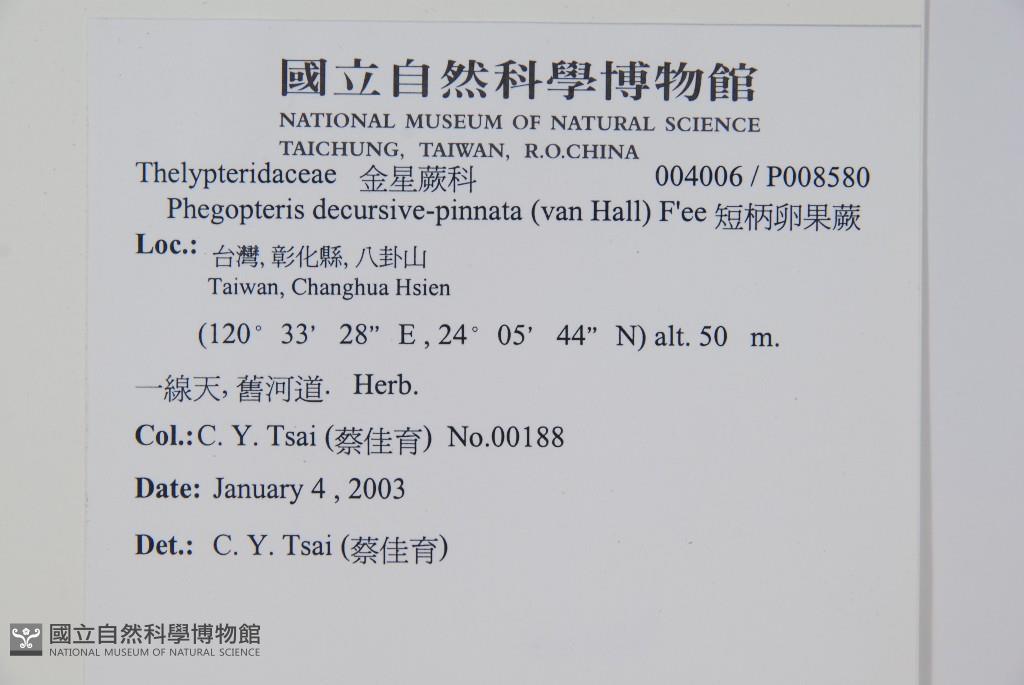 國立自然科學博物館
NATIONAL MUSEUM OF NATURAL SCIENCE
TAICHUNG, TAIWAN, R.O.CHINA
Thelypteridaceae 金星蕨科 004006 / P008580
Phegopteris decursive-pinnata (van Hall) F'ee 短柄卵果蕨
Loc.: 台灣, 彰化縣, 八卦山
Taiwan, Changhua Hsien
(120° 33’ 28” E , 24° 05’ 44” N) alt. 50 m.
一線天, 舊河道. Herb.
Col.: C. Y. Tsai (蔡佳育) No.00188
Date: January 4 , 2003
Det.: C. Y. Tsai (蔡佳育)
國立自然科學博物館
NATIONAL MUSEUM OF NATURAL SCIENCE